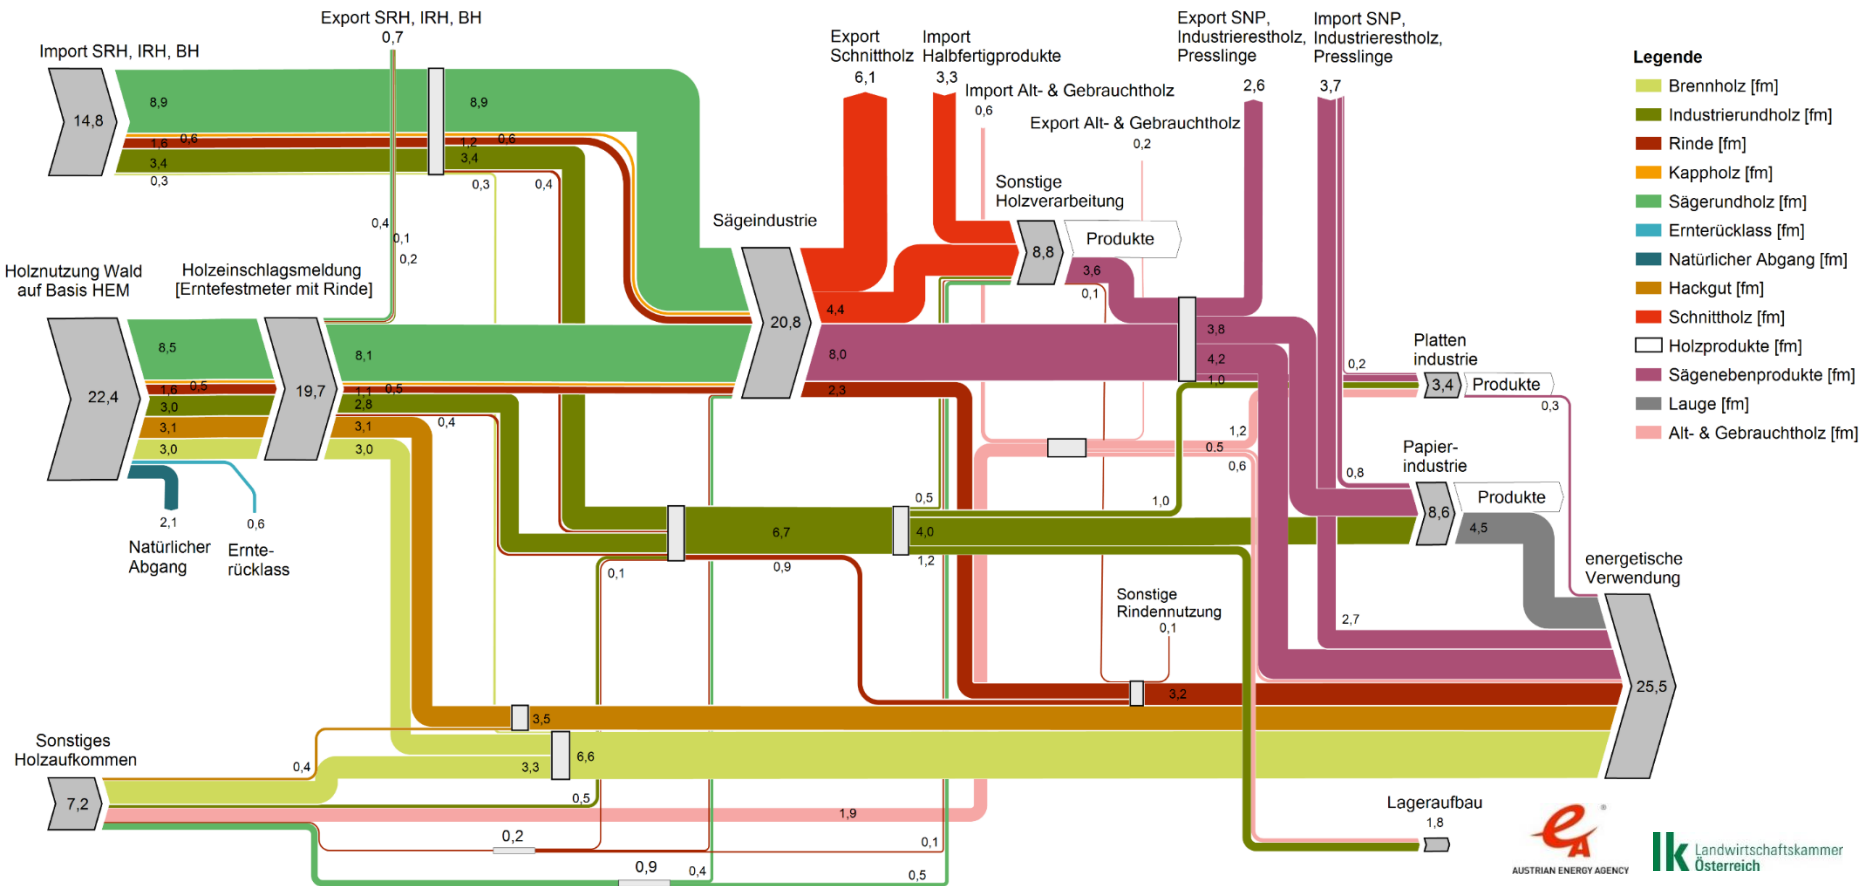 Export SRH, IRH, BH
0,7
Import SRH, IRH, BH
14,8
8,9
1,6
0,6
3,4
0,3
8,9
1,2
0,6
3,4
0,3
0,4
0,4
0,1
0,2
Export
Schnittholz
6,1
Import
Halbfertigprodukte
3,3
Import Alt- & Gebrauchtholz
0,6
Export Alt- & Gebrauchtholz
0,2
Export SNP,
Industrierestholz,
Presslinge
2,6
Import SNP,
Industrierestholz,
Presslinge
3,7
Legende
Brennholz [fm]
Industrierundholz [fm]
Rinde [fm]
Kappholz [fm]
Sägerundholz [fm]
Ernterücklass [fm]
Natürlicher Abgang [fm]
Hackgut [fm]
Schnittholz [fm]
Holzprodukte [fm]
Sägenebenprodukte [fm]
Lauge [fm]
Alt- & Gebrauchtholz [fm]
Holznutzung Wald
auf Basis HEM
22,4
8,5
1,6
0,5
3,0
3,1
3,0
2,1
Natürlicher
Abgang
0,6
Ernte-
rücklass
Holzeinschlagsmeldung
[Erntefestmeter mit Rinde]
19,7
8,1
1,1
0,5
2,8
0,4
3,1
3,0
Sägeindustrie
20,8
4,4
8,0
2,3
Sonstige
Holzverarbeitung
8,8
Produkte
3,6
0,1
3,8
4,2
1,0
Platten
industrie
0,2
3,4
Produkte
0,3
1,2
0.5
0,6
Papier-
industrie
0,8
8,6
Produkte
4,5
0,5
1,0
6,7
4,0
1,2
0,1
0,9
Sonstige
Rindennutzung
0,1
3,2
2,7
energetische
Verwendung
25,5
3,5
6,6
3,3
Sonstiges
Holzaufkommen
7,2
0,4
0,5
1,9
0,2
0,1
0,9
0,4
0,5
Lageraufbau
1,8
eA
®
AUSTRIAN ENERGY AGENCY
lk Landwirtschaftskammer
Österreich